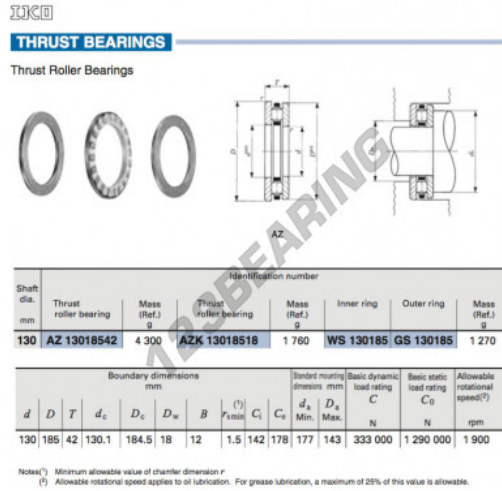 IKO
THRUST BEARINGS
Thrust Roller Bearings
T
r
r
D
d
AZ
123BEARING
Identification number
Shaft dia. mm
Thrust roller bearing
Mass (Ref.) g
Thrust roller bearing
Mass (Ref.) g
Inner ring
Outer ring
Mass (Ref.) g
130 AZ 13018542 4 300 AZK 13018518 1 760 WS 130185 GS 130185 1 270
Boundary dimensions mm
Standard mounting dimensions mm
Basic dynamic load rating C N
Basic static load rating C0 N
Allowable rotational speed(2) rpm
d D T dc Dc Dw B rs min(1) Ci Ce da Min. Da Max.
130 185 42 130.1 184.5 18 12 1.5 142 178 177 143 333 000 1 290 000 1 900
Notes(1) Minimum allowable value of chamfer dimension r
(2) Allowable rotational speed applies to oil lubrication. For grease lubrication, a maximum of 25% of this value is allowable.